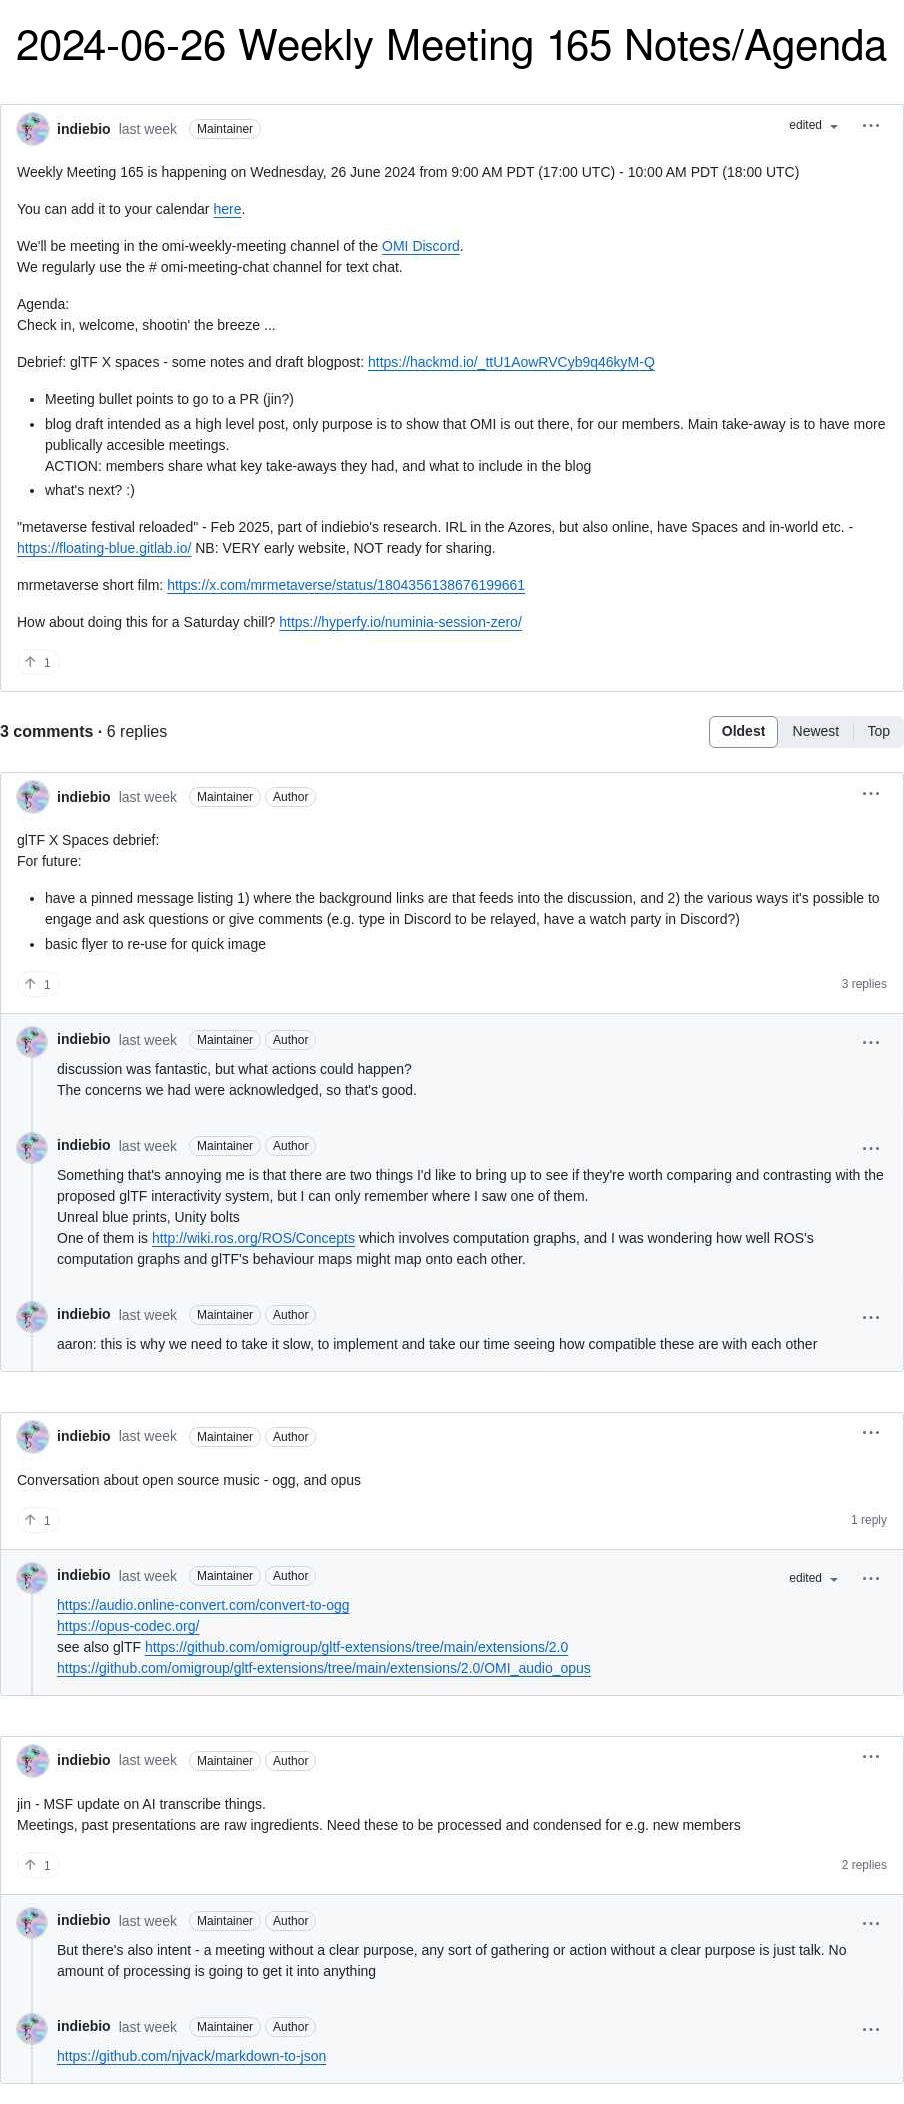 2024-06-26 Weekly Meeting 165 Notes/Agenda
indiebio last week Maintainer edited
Weekly Meeting 165 is happening on Wednesday, 26 June 2024 from 9:00 AM PDT (17:00 UTC) - 10:00 AM PDT (18:00 UTC)
You can add it to your calendar here.
We'll be meeting in the omi-weekly-meeting channel of the OMI Discord.
We regularly use the # omi-meeting-chat channel for text chat.
Agenda:
Check in, welcome, shootin' the breeze ...
Debrief: glTF X spaces - some notes and draft blogpost: https://hackmd.io/_ttU1AowRVCyb9q46kyM-Q
• Meeting bullet points to go to a PR (jin?)
• blog draft intended as a high level post, only purpose is to show that OMI is out there, for our members. Main take-away is to have more
publically accesible meetings.
ACTION: members share what key take-aways they had, and what to include in the blog
• what's next? :)
"metaverse festival reloaded" - Feb 2025, part of indiebio's research. IRL in the Azores, but also online, have Spaces and in-world etc. -
https://floating-blue.gitlab.io/ NB: VERY early website, NOT ready for sharing.
mrmetaverse short film: https://x.com/mrmetaverse/status/1804356138676199661
How about doing this for a Saturday chill? https://hyperfy.io/numinia-session-zero/
↑ 1
3 comments · 6 replies Oldest Newest Top
indiebio last week Maintainer Author
glTF X Spaces debrief:
For future:
• have a pinned message listing 1) where the background links are that feeds into the discussion, and 2) the various ways it's possible to
engage and ask questions or give comments (e.g. type in Discord to be relayed, have a watch party in Discord?)
• basic flyer to re-use for quick image
↑ 1 3 replies
indiebio last week Maintainer Author
discussion was fantastic, but what actions could happen?
The concerns we had were acknowledged, so that's good.
indiebio last week Maintainer Author
Something that's annoying me is that there are two things I'd like to bring up to see if they're worth comparing and contrasting with the
proposed glTF interactivity system, but I can only remember where I saw one of them.
Unreal blue prints, Unity bolts
One of them is http://wiki.ros.org/ROS/Concepts which involves computation graphs, and I was wondering how well ROS's
computation graphs and glTF's behaviour maps might map onto each other.
indiebio last week Maintainer Author
aaron: this is why we need to take it slow, to implement and take our time seeing how compatible these are with each other
indiebio last week Maintainer Author
Conversation about open source music - ogg, and opus
↑ 1 1 reply
indiebio last week Maintainer Author edited
https://audio.online-convert.com/convert-to-ogg
https://opus-codec.org/
see also glTF https://github.com/omigroup/gltf-extensions/tree/main/extensions/2.0
https://github.com/omigroup/gltf-extensions/tree/main/extensions/2.0/OMI_audio_opus
indiebio last week Maintainer Author
jin - MSF update on AI transcribe things.
Meetings, past presentations are raw ingredients. Need these to be processed and condensed for e.g. new members
↑ 1 2 replies
indiebio last week Maintainer Author
But there's also intent - a meeting without a clear purpose, any sort of gathering or action without a clear purpose is just talk. No
amount of processing is going to get it into anything
indiebio last week Maintainer Author
https://github.com/njvack/markdown-to-json